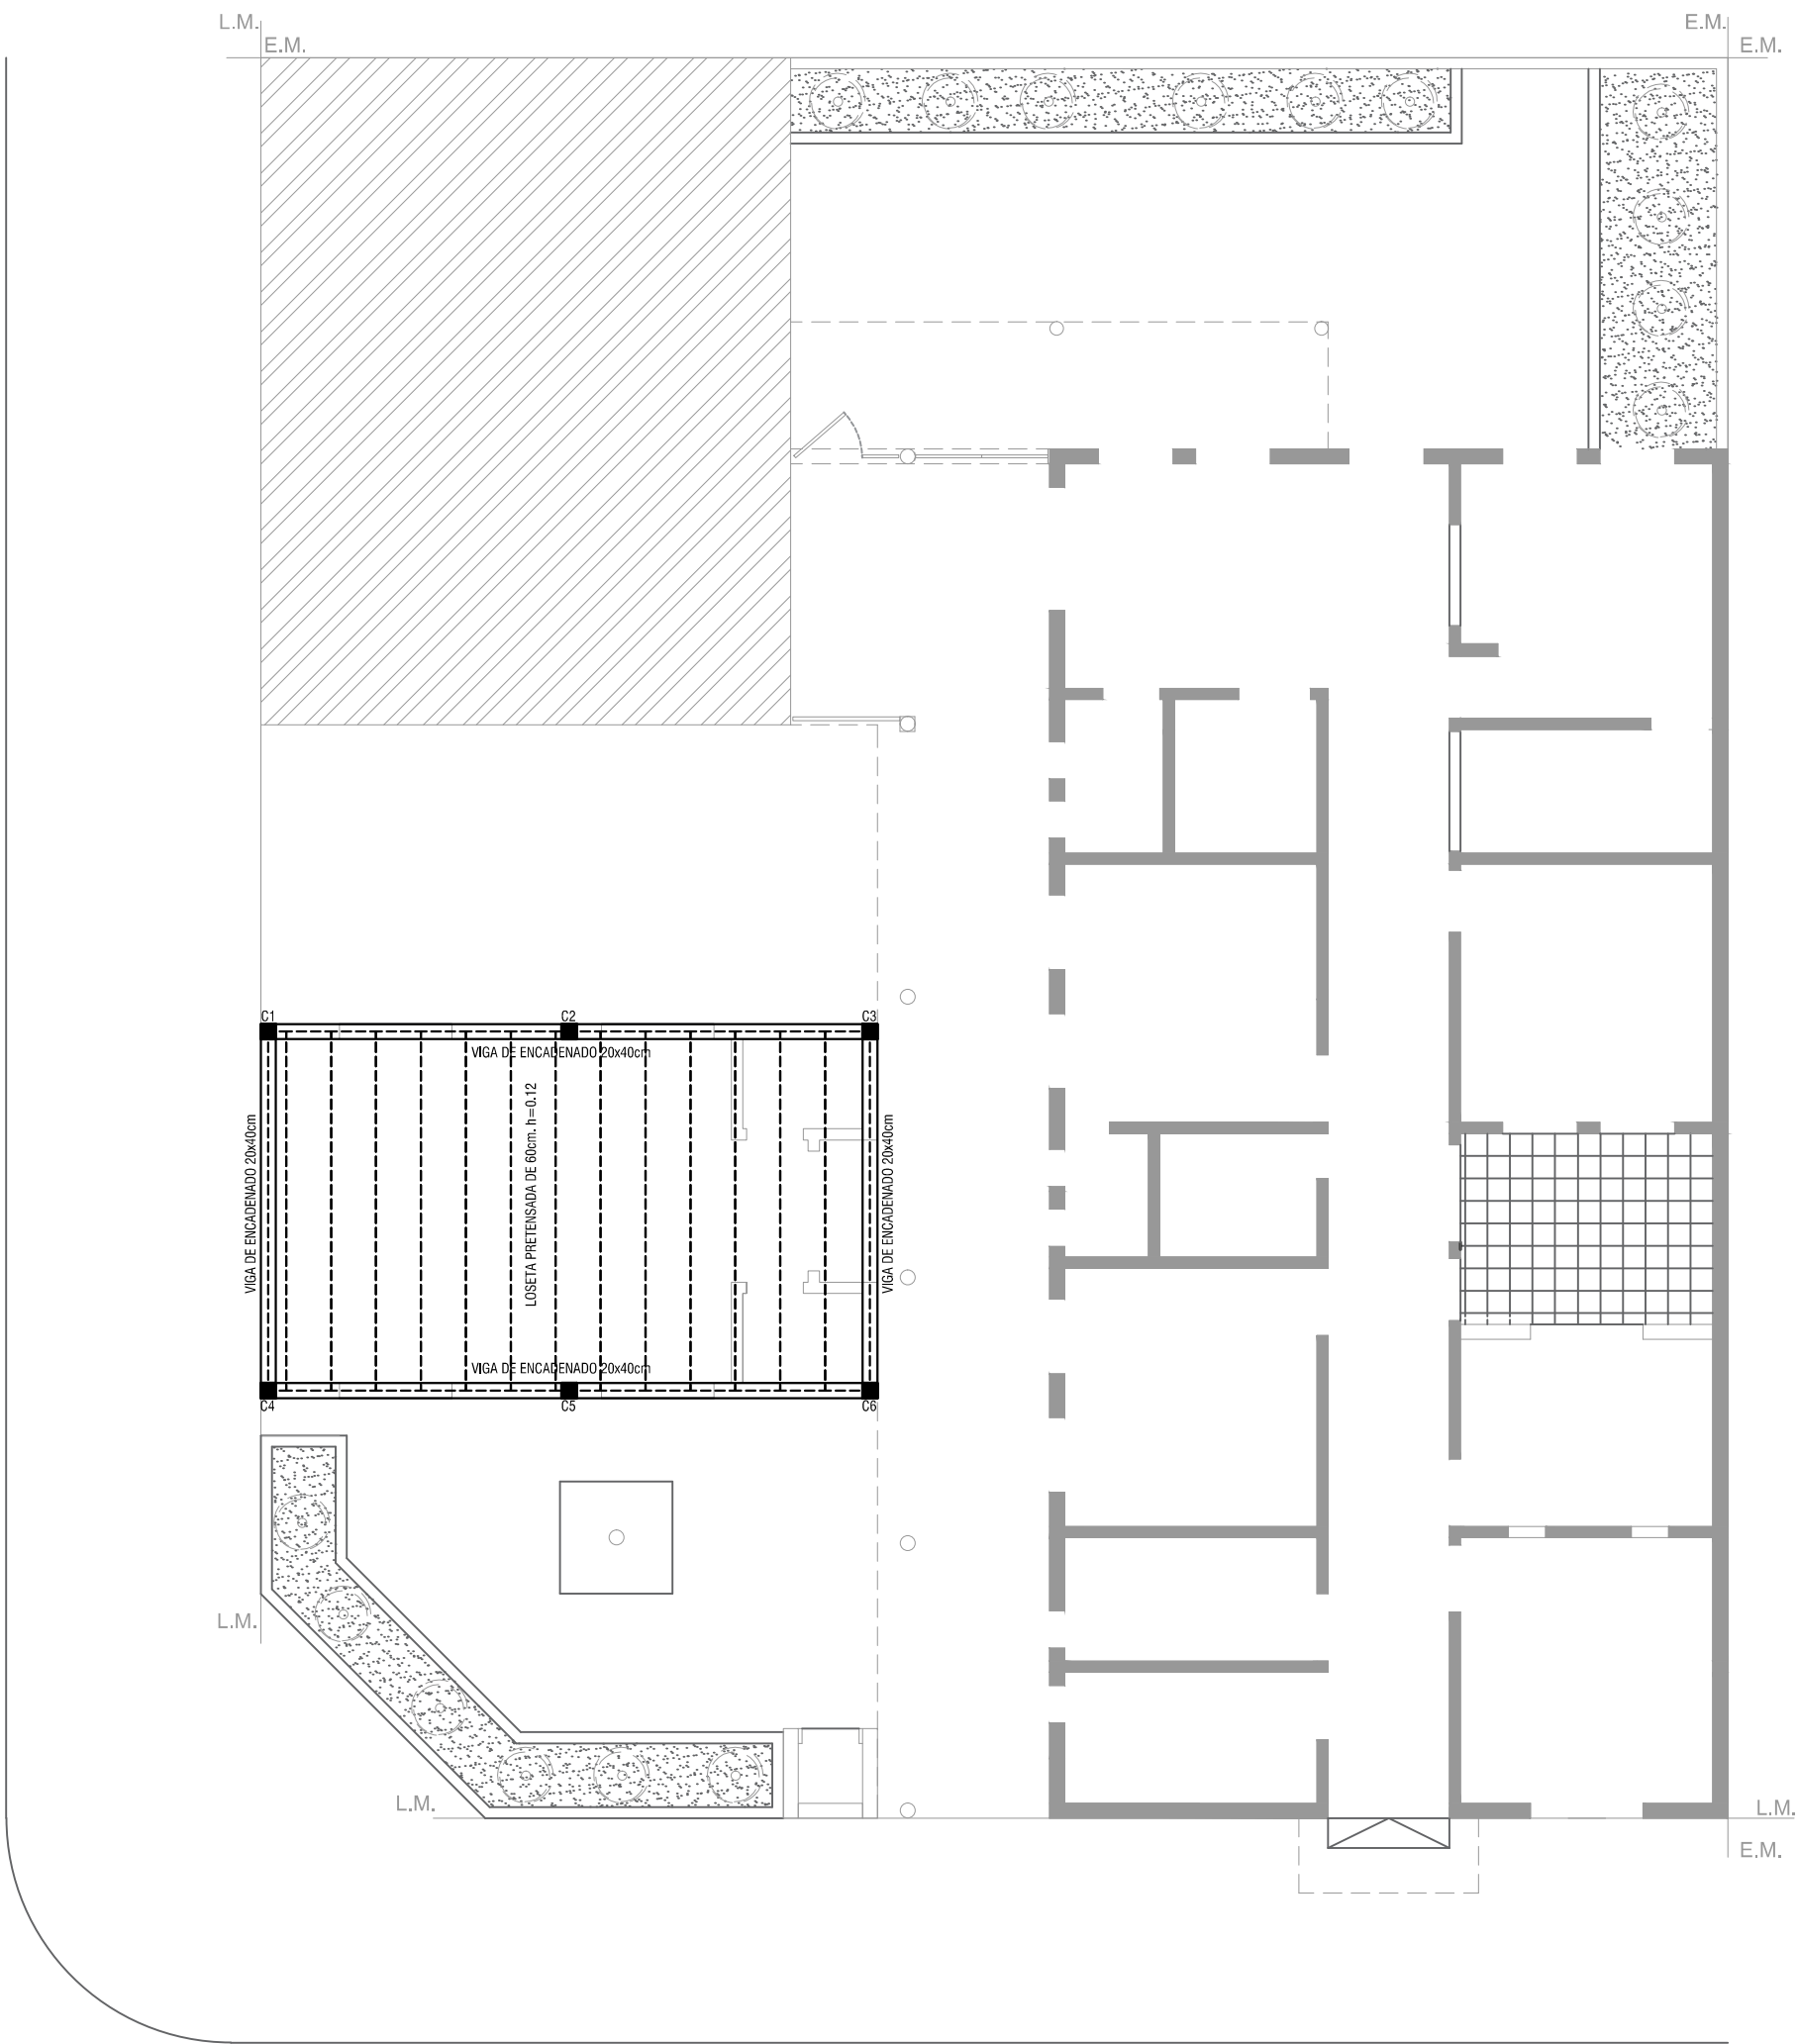 L.M.
E.M.
E.M.
E.M.
C1
C2
C3
VIGA DE ENCADENADO 20x40cm
VIGA DE ENCADENADO 20x40cm
LOSETA PRETENSADA DE 60cm. h=0.12
VIGA DE ENCADENADO 20x40cm
VIGA DE ENCADENADO 20x40cm
C4
C5
C6
L.M.
L.M.
L.M.
E.M.